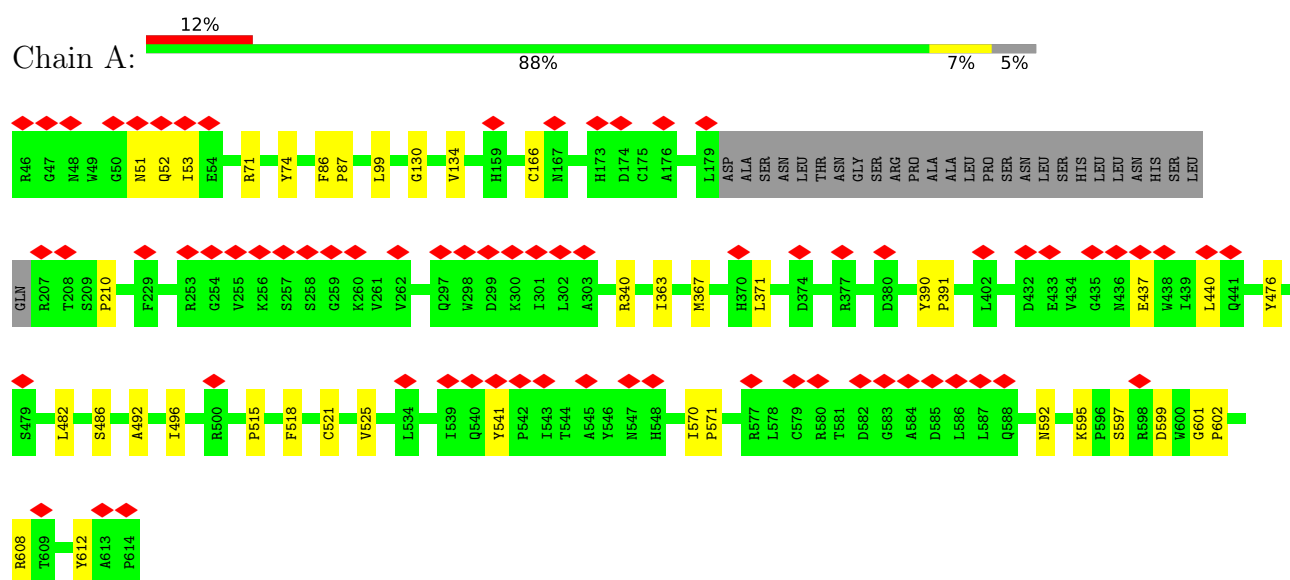 12%
Chain A:
88% 7% 5%
R46 G47 N48 W49 G50 N51 Q52 I53 E54 R71 Y74 F86 P87 L99 G130 V134 H159 C166 N167 H173 D174 C175 A176 L179 ASP ALA SER ASN LEU THR ASN GLY SER ARG PRO ALA ALA LEU PRO SER ASN LEU SER HIS LEU LEU ASN HIS SER LEU
GLN R207 T208 S209 P210 F229 R253 G254 V255 K256 S257 S258 G259 K260 V261 V262 Q297 W298 D299 K300 I301 L302 A303 R340 I363 M367 H370 L371 D374 R377 D380 Y390 P391 L402 D432 E433 V434 G435 N436 E437 W438 I439 L440 Q441 Y476
S479 L482 S486 A492 I496 R500 P515 F518 C521 V525 L534 I539 Q540 Y541 P542 I543 T544 A545 Y546 N547 H548 I570 P571 R577 L578 C579 R580 T581 D582 G583 A584 D585 L586 L587 Q588 N592 K595 P596 S597 R598 D599 W600 G601 P602
R608 T609 Y612 A613 P614